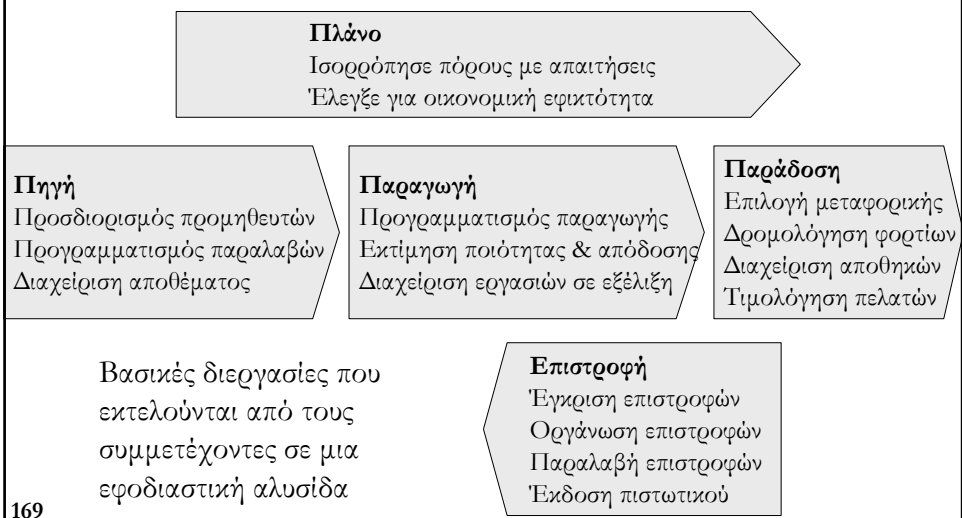 Πλάνο
Ισορρόπησε πόρους με απαιτήσεις
Έλεγξε για οικονομική εφικτότητα
Πηγή
Προσδιορισμός προμηθευτών
Προγραμματισμός παραλαβών
Διαχείριση αποθέματος
Παραγωγή
Προγραμματισμός παραγωγής
Εκτίμηση ποιότητας & απόδοσης
Διαχείριση εργασιών σε εξέλιξη
Παράδοση
Επιλογή μεταφορικής
Δρομολόγηση φορτίων
Διαχείριση αποθηκών
Τιμολόγηση πελατών
Βασικές διεργασίες που
εκτελούνται από τους
συμμετέχοντες σε μια
εφοδιαστική αλυσίδα
Επιστροφή
Έγκριση επιστροφών
Οργάνωση επιστροφών
Παραλαβή επιστροφών
Έκδοση πιστωτικού
169